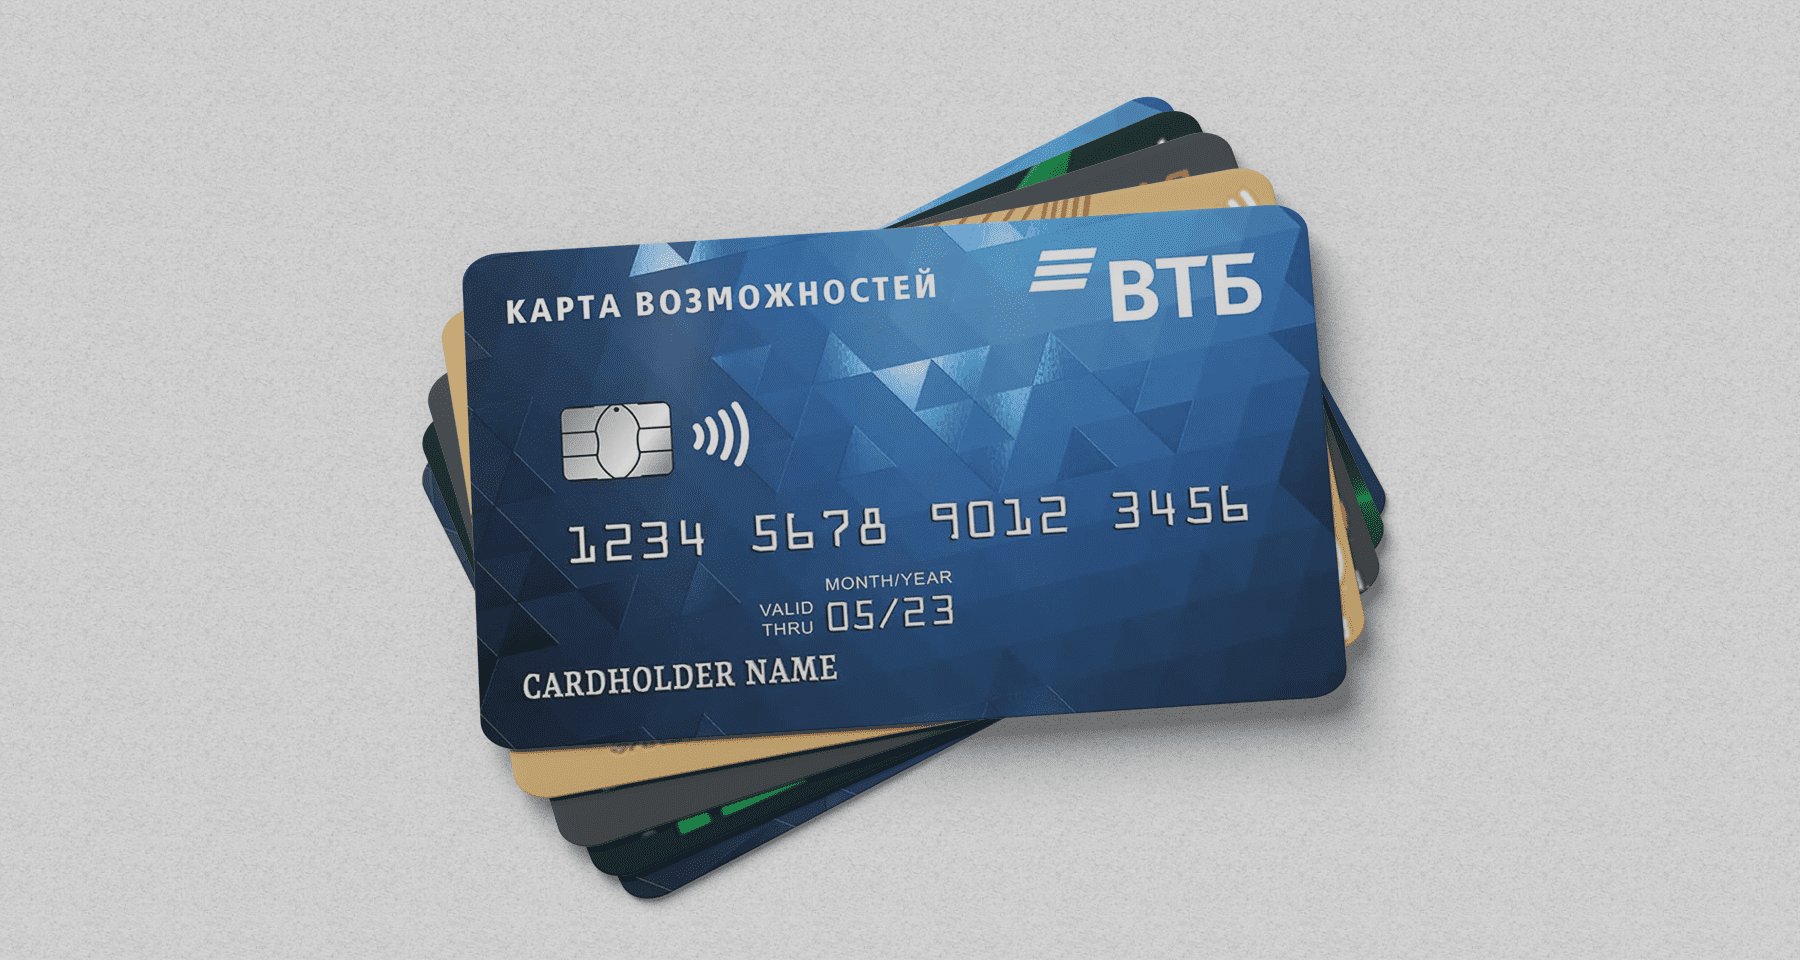 КАРТА ВОЗМОЖНОСТЕЙ
ВТБ
1234 5678 9012 3456
MONTH/YEAR
VALID THRU 05/23
CARDHOLDER NAME